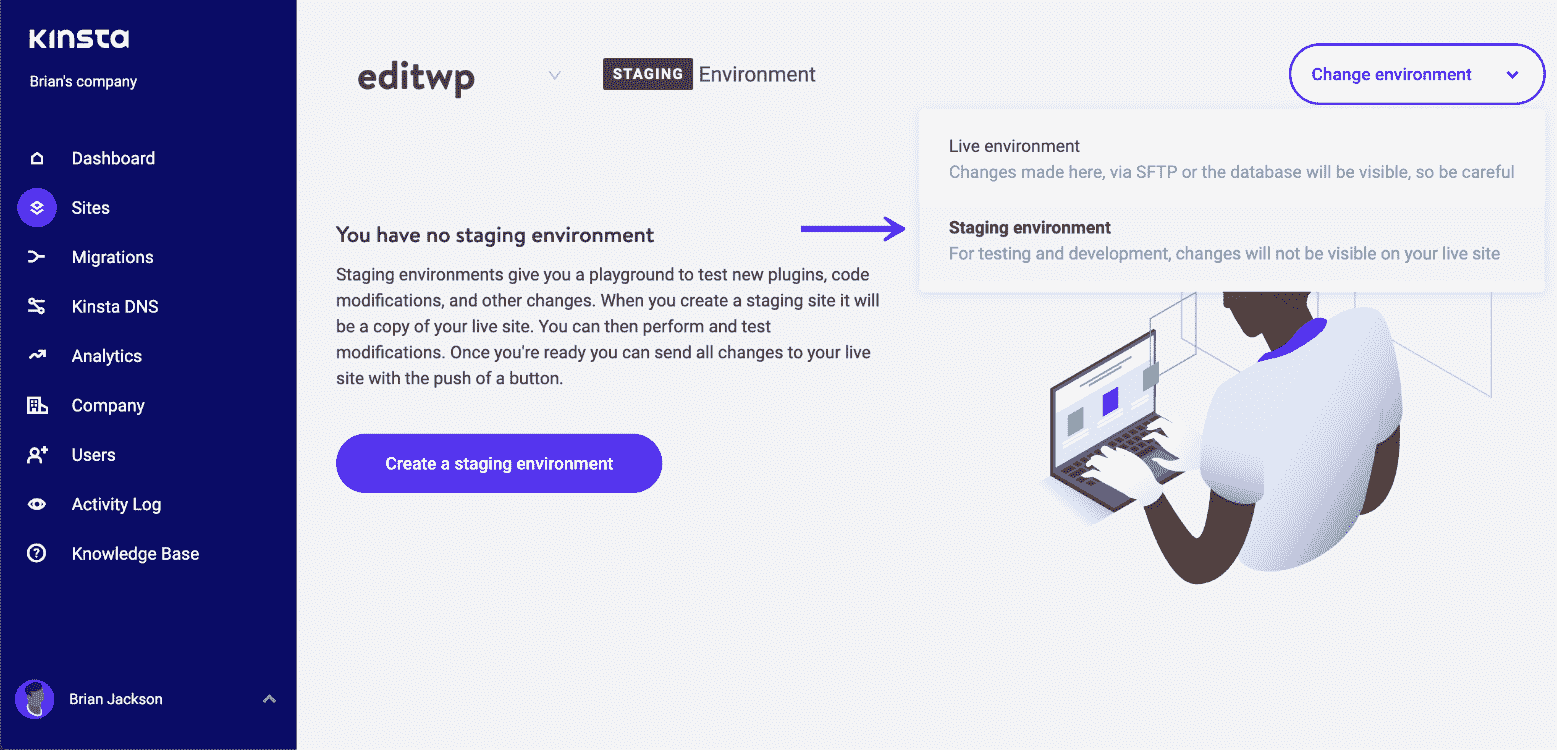 KINSTA
Brian's company
Dashboard
Sites
Migrations
Kinsta DNS
Analytics
Company
Users
Activity Log
Knowledge Base
Brian Jackson
editwp
STAGING Environment
Change environment
Live environment
Changes made here, via SFTP or the database will be visible, so be careful
Staging environment
For testing and development, changes will not be visible on your live site
You have no staging environment
Staging environments give you a playground to test new plugins, code
modifications, and other changes. When you create a staging site it will
be a copy of your live site. You can then perform and test
modifications. Once you're ready you can send all changes to your live
site with the push of a button.
Create a staging environment